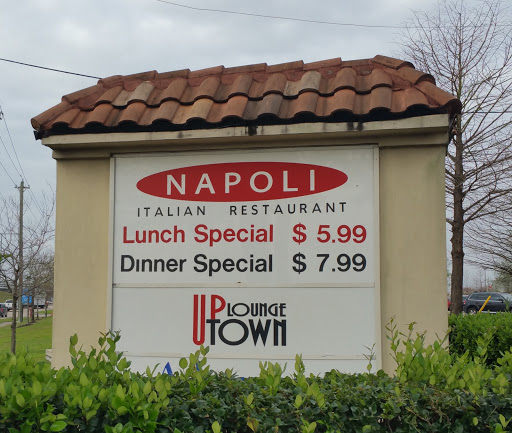 NAPOLI
ITALIAN RESTAURANT
Lunch Special $ 5.99
Dinner Special $ 7.99
UP LOUNGE
TOWN